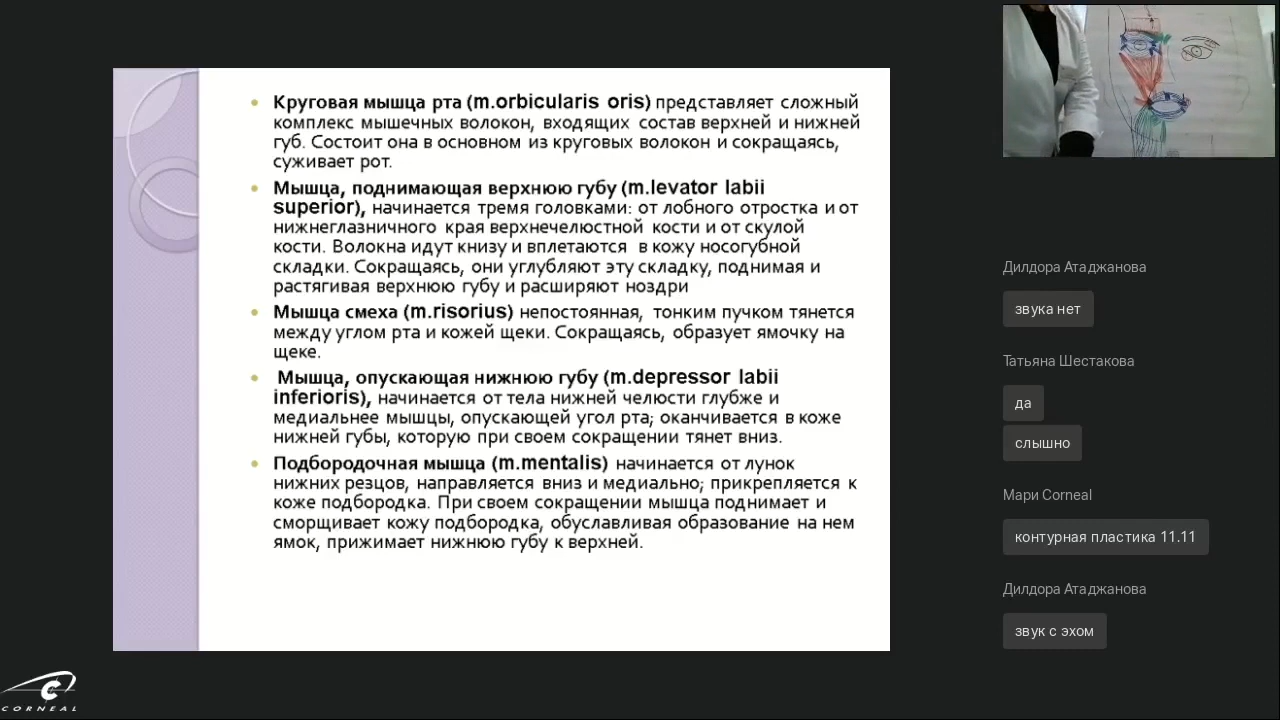 Круговая мышца рта (m.orbicularis oris) представляет сложный
комплекс мышечных волокон, входящих состав верхней и нижней
губ. Состоит она в основном из круговых волокон и сокращаясь,
суживает рот.
Мышца, поднимающая верхнюю губу (m.levator labii
superior), начинается тремя головками: от лобного отростка и от
нижнеглазничного края верхнечелюстной кости и от скулой
кости. Волокна идут книзу и вплетаются в кожу носогубной
складки. Сокращаясь, они углубляют эту складку, поднимая и
растягивая верхнюю губу и расширяют ноздри
Мышца смеха (m.risorius) непостоянная, тонким пучком тянется
между углом рта и кожей щеки. Сокращаясь, образует ямочку на
щеке.
Мышца, опускающая нижнюю губу (m.depressor labii
inferioris), начинается от тела нижней челюсти глубже и
медиальнее мышцы, опускающей угол рта; оканчивается в коже
нижней губы, которую при своем сокращении тянет вниз.
Подбородочная мышца (m.mentalis) начинается от лунок
нижних резцов, направляется вниз и медиально; прикрепляется к
коже подбородка. При своем сокращении мышца поднимает и
сморщивает кожу подбородка, обуславливая образование на нем
ямок, прижимает нижнюю губу к верхней.
Дилдора Атаджанова
звука нет
Татьяна Шестакова
да
слышно
Мари Corneal
контурная пластика 11.11
Дилдора Атаджанова
звук с эхом
CORNEAL